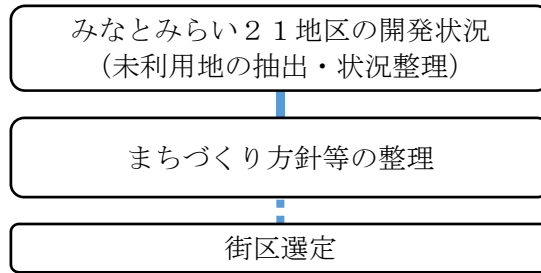 みなとみらい２１地区の開発状況
（未利用地の抽出・状況整理）
まちづくり方針等の整理
街区選定